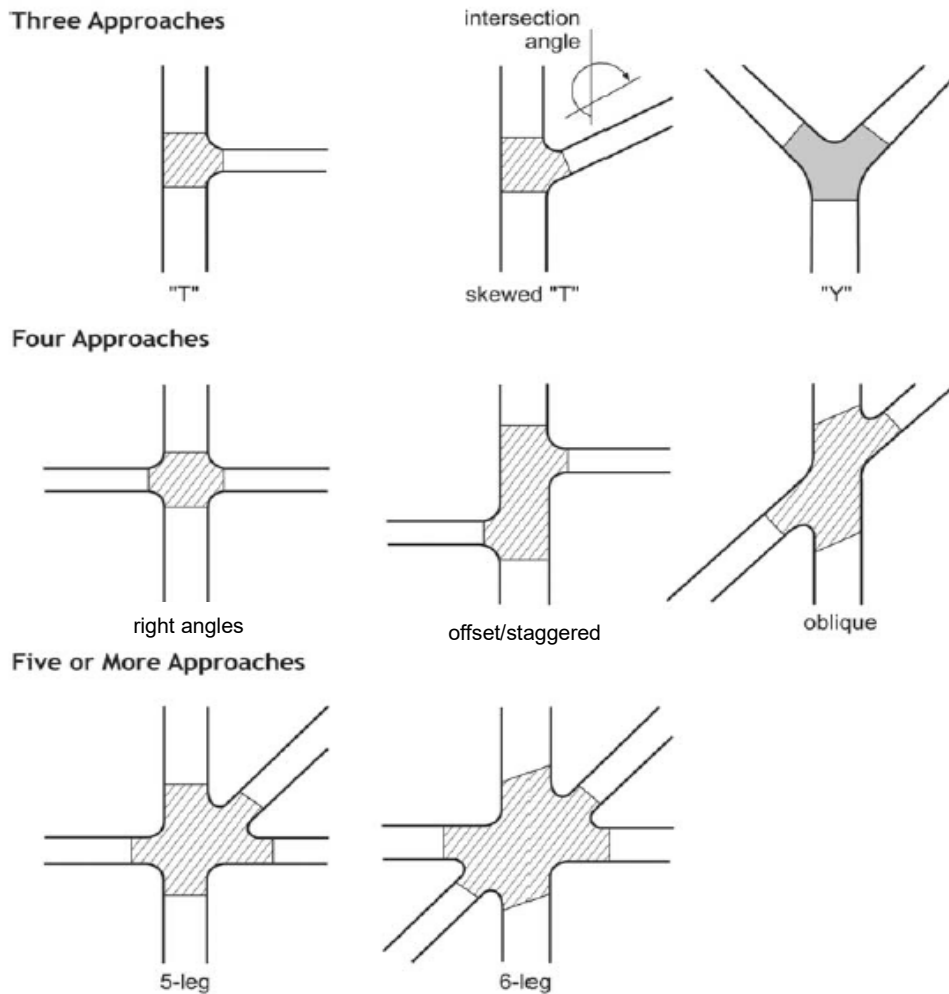 Three Approaches
intersection
angle
"T"
skewed "T"
"Y"
Four Approaches
right angles
offset/staggered
oblique
Five or More Approaches
5-leg
6-leg